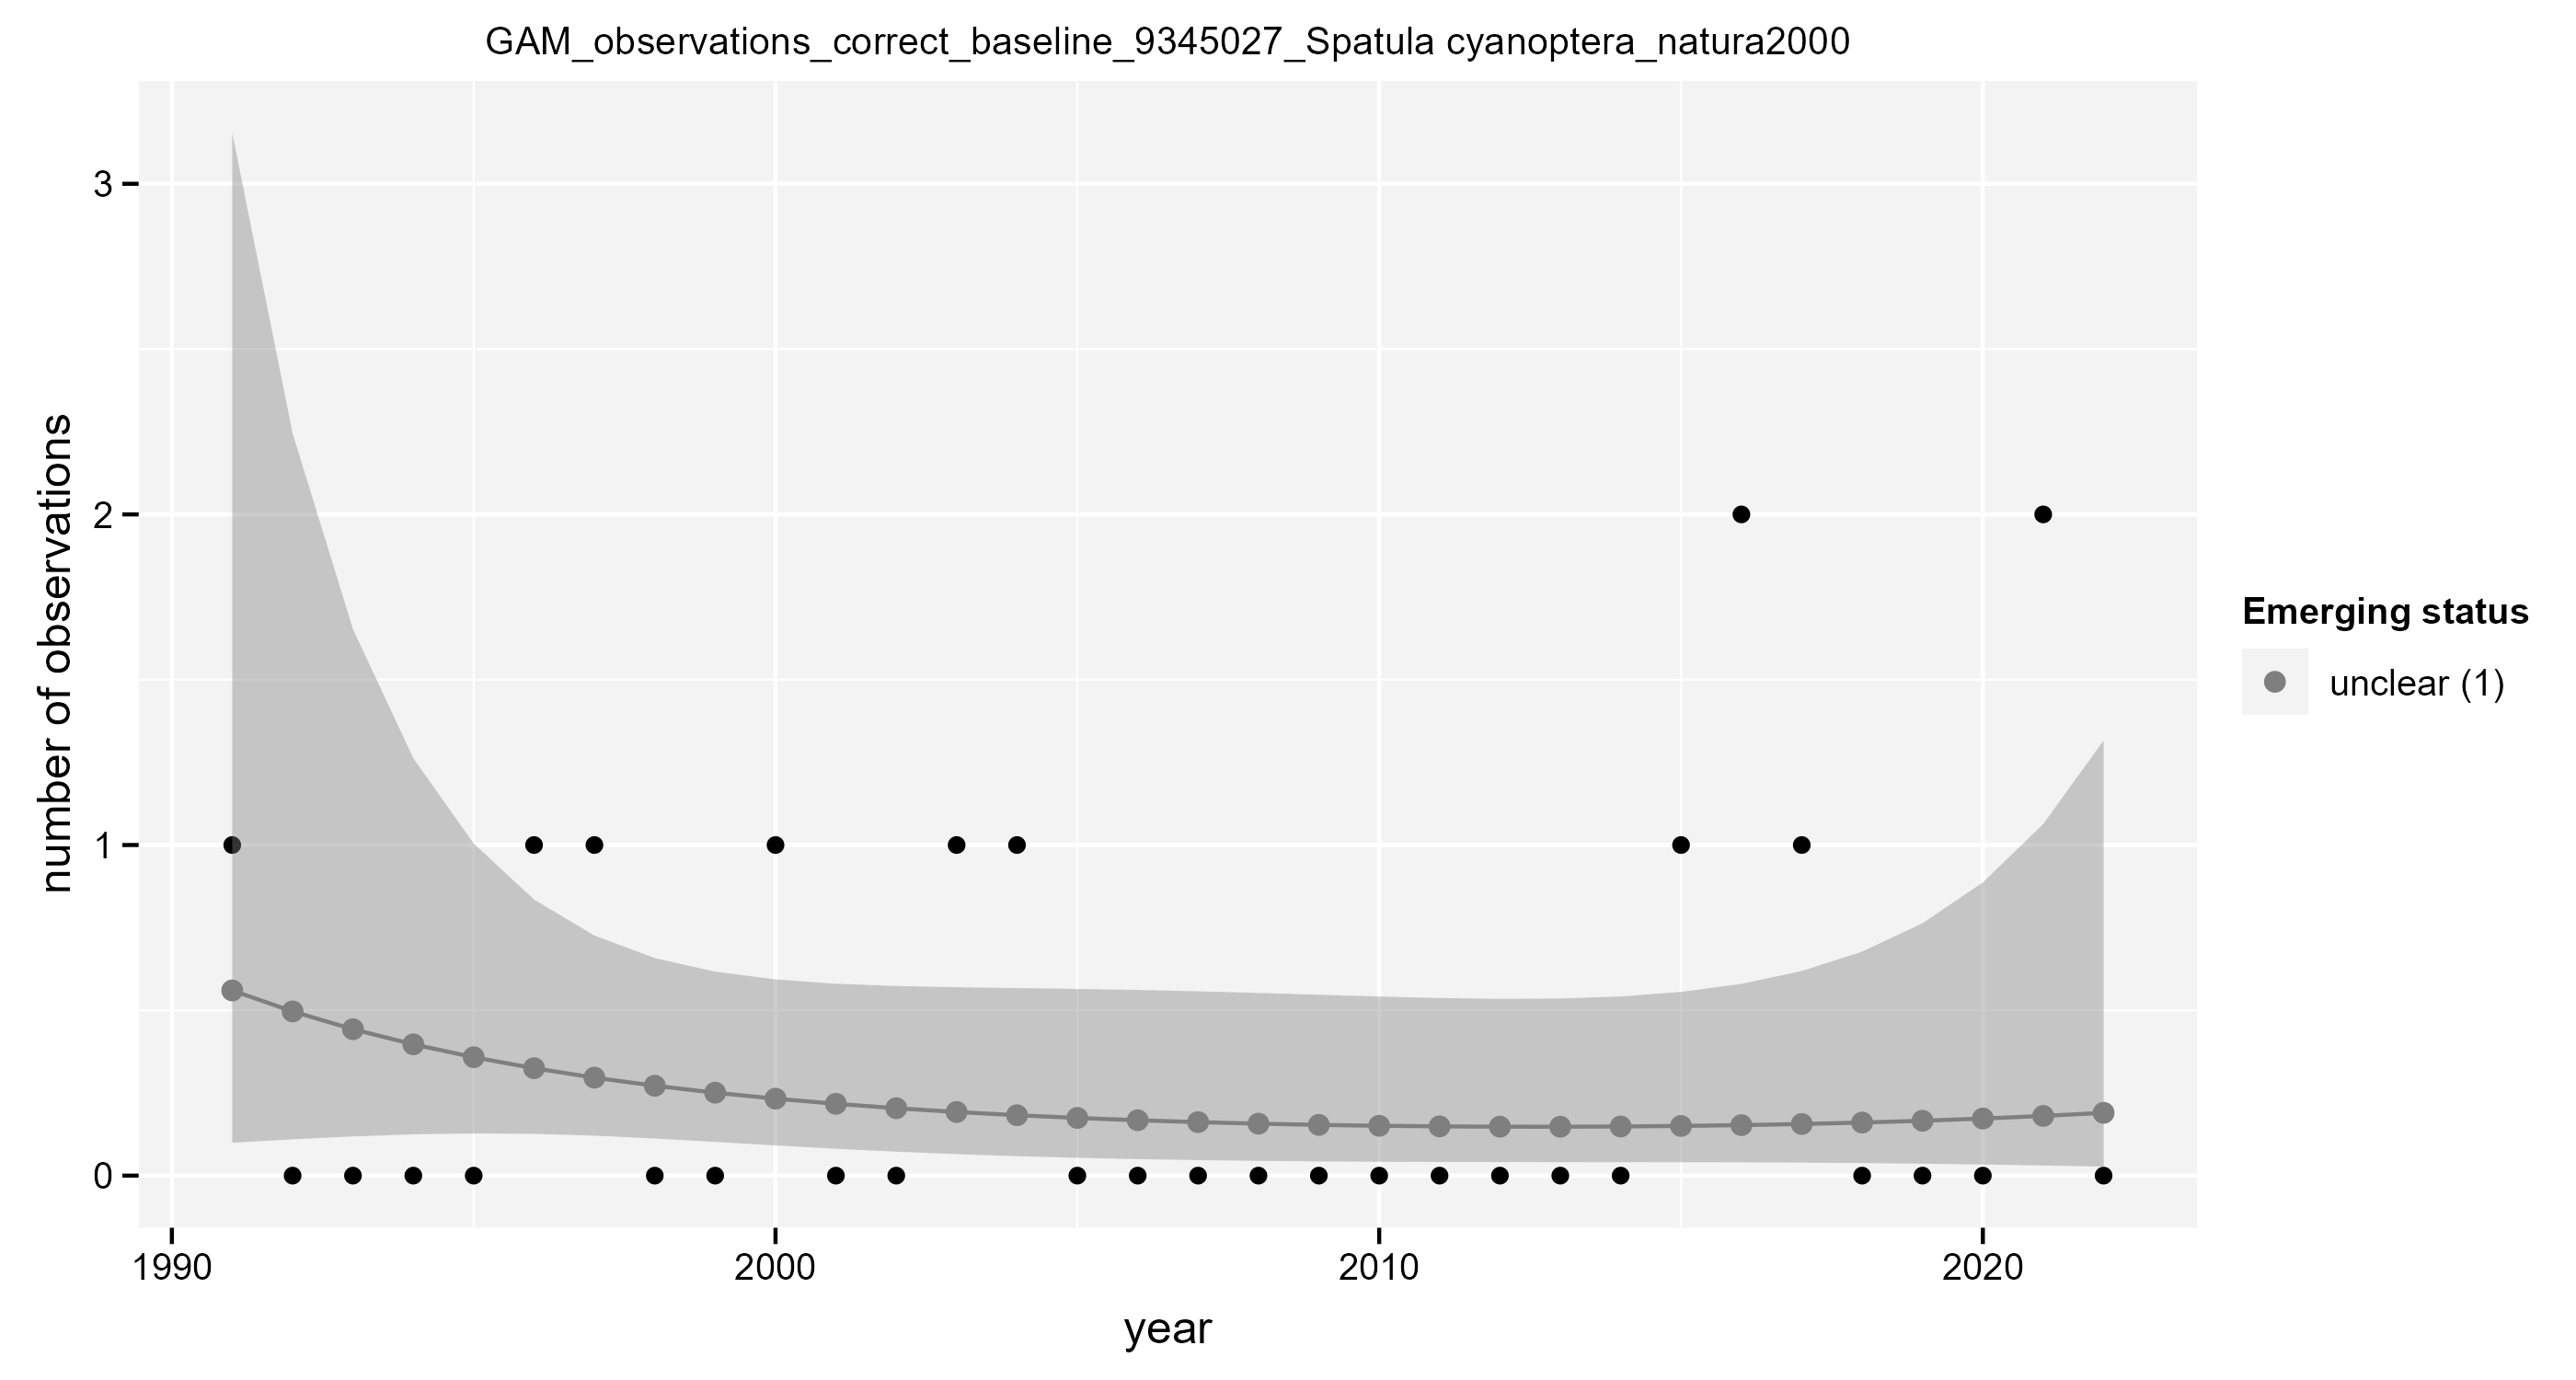 GAM_observations_correct_baseline_9345027_Spatula cyanoptera_natura2000
number of observations
3
2
1
0
1990
2000
2010
2020
year
Emerging status
unclear (1)